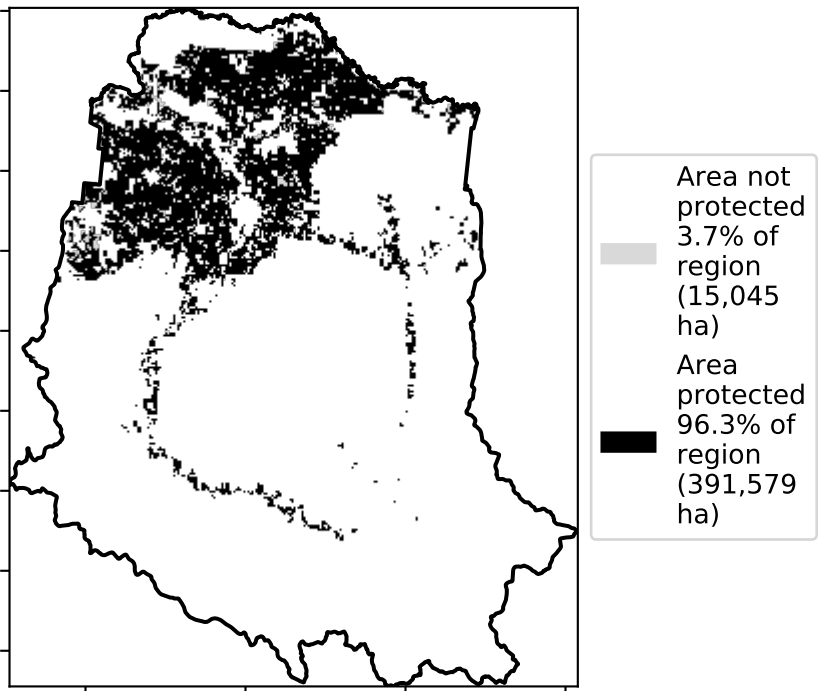 Area not
protected
3.7% of
region
(15,045
ha)
Area
protected
96.3% of
region
(391,579
ha)